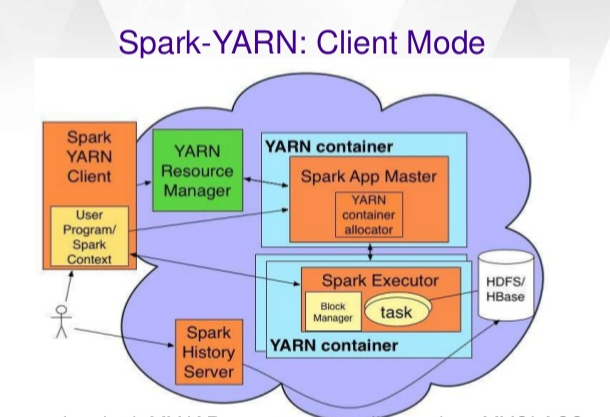 Spark-YARN: Client Mode
Spark
YARN
Client
User
Program/
Spark
Context
YARN
Resource
Manager
YARN container
Spark App Master
YARN
container
allocator
Spark Executor
Block
Manager
task
YARN container
HDFS/
HBase
Spark
History
Server